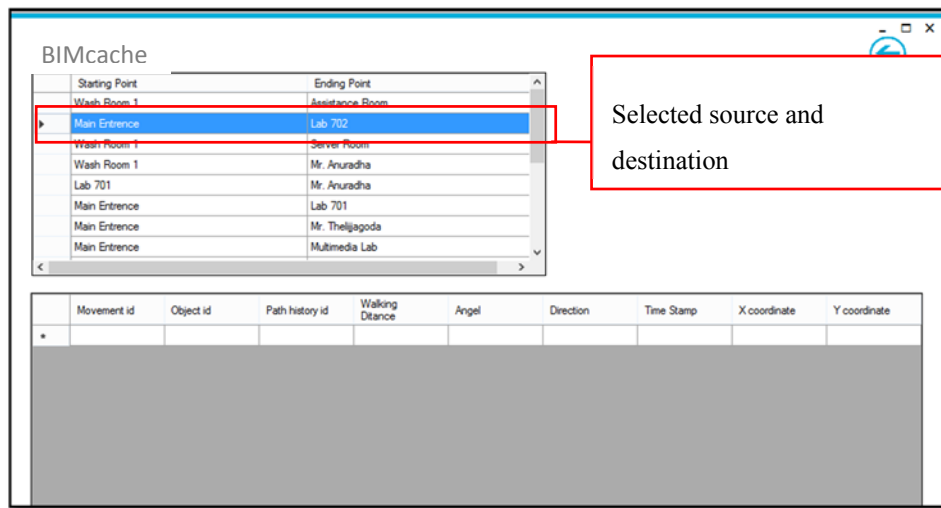 BIMcache
Starting Point Ending Point
Wash Room 1 Assistance Room
Main Entrence Lab 702
Wash Room 1 Server Room
Wash Room 1 Mr. Anuradha
Lab 701 Mr. Anuradha
Main Entrence Lab 701
Main Entrence Mr. Thelijjagoda
Main Entrence Multimedia Lab
Selected source and
destination
Movement id Object id Path history id Walking Ditance Angel Direction Time Stamp X coordinate Y coordinate